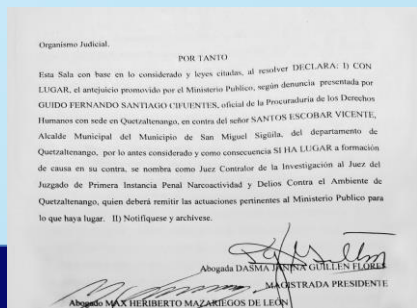 Organismo Judicial.
POR TANTO
Esta Sala con base en lo considerado y leyes citadas, al resolver DECLARA: I) CON
LUGAR, el antejuicio promovido por el Ministerio Publico, según denuncia presentada por
GUIDO FERNANDO SANTIAGO CIFUENTES, oficial de la Procuraduría de los Derechos
Humanos con sede en Quetzaltenango, en contra del señor SANTOS ESCOBAR VICENTE,
Alcalde Municipal del Municipio de San Miguel Sigüila, del departamento de
Quetzaltenango, por lo antes considerado y como consecuencia SI HA LUGAR a formación
de causa en su contra, se nombra como Juez Contralor de la Investigación al Juez del
Juzgado de Primera Instancia Penal Narcoactividad y Delios Contra el Ambiente de
Quetzaltenango, quien deberá remitir las actuaciones pertinentes al Ministerio Publico para
lo que haya lugar. II) Notifíquese y archívese.
Abogada DASMA JANINA GUILLEN FLORES
MAGISTRADA PRESIDENTE
Abogado MAX HERIBERTO MAZARIEGOS DE LEÓN